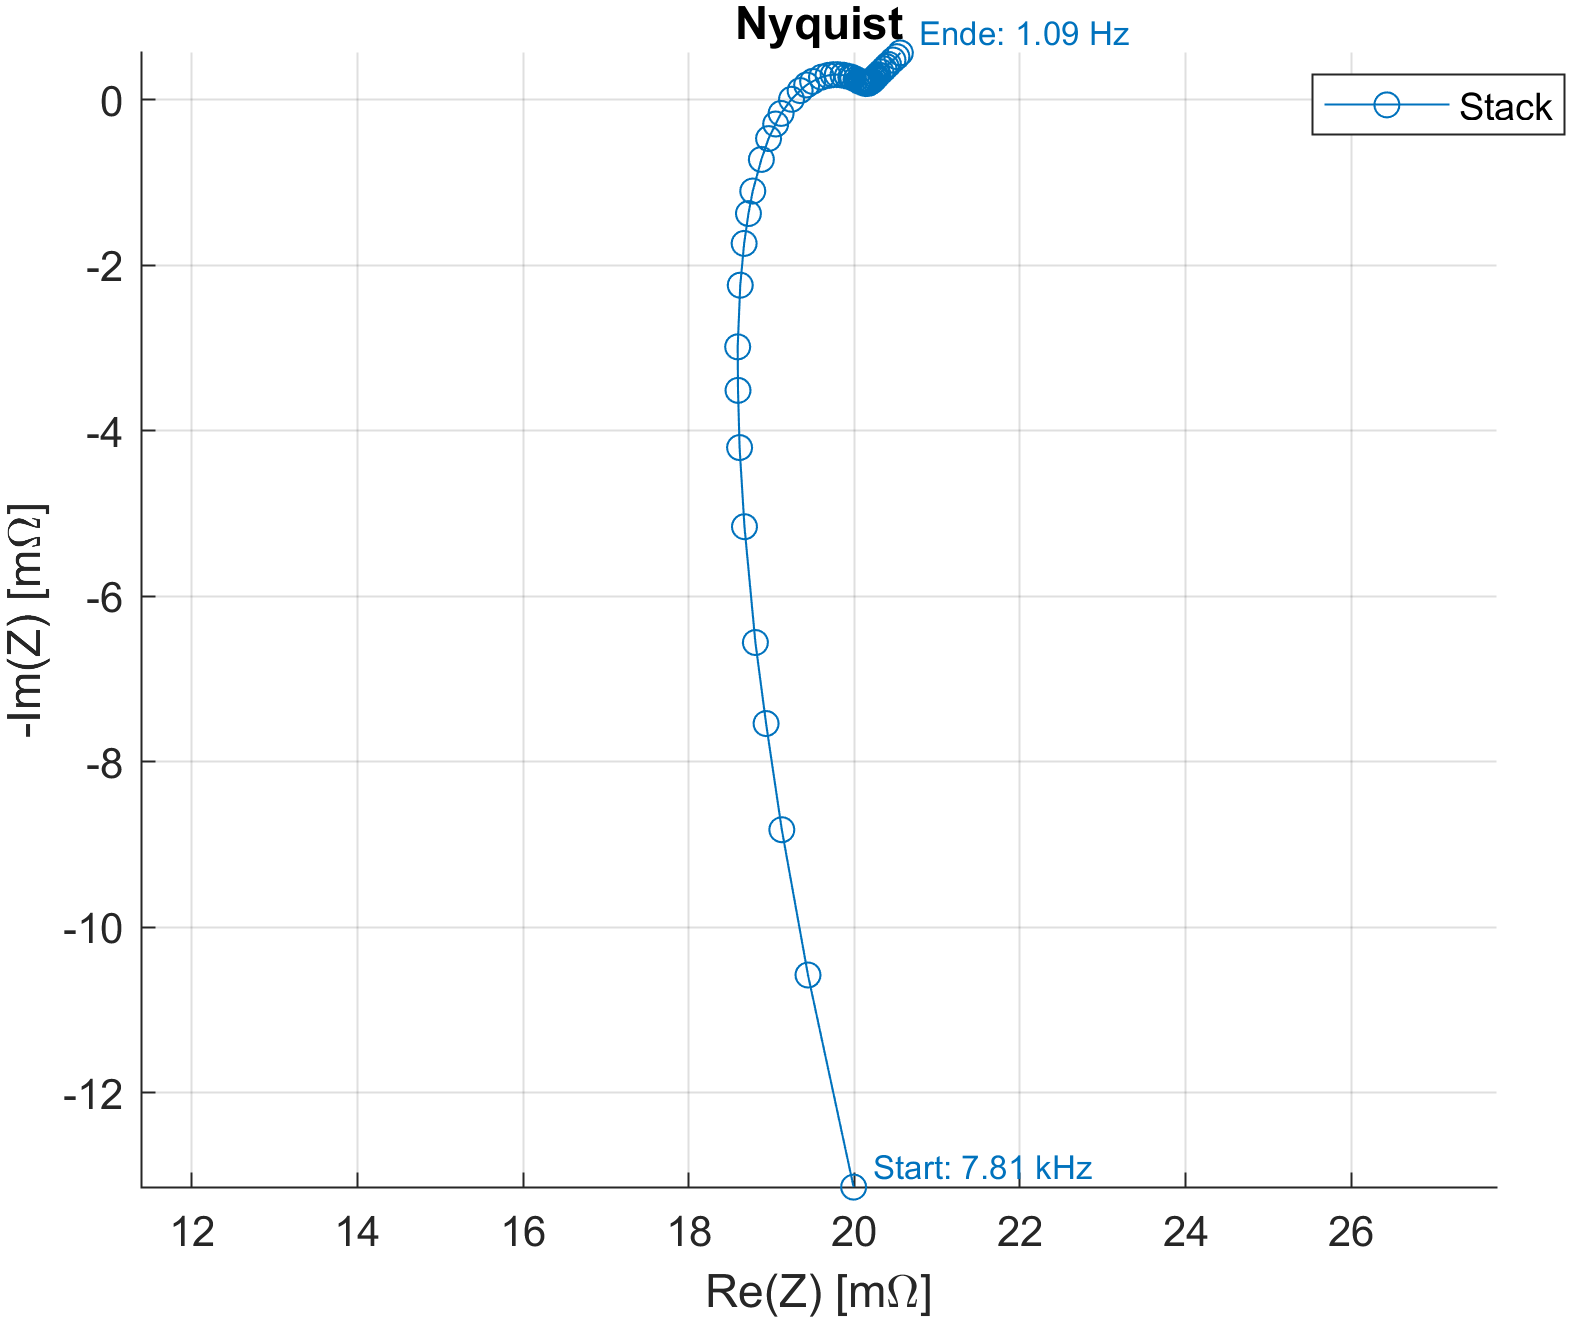 Nyquist
Ende: 1.09 Hz
Stack
0
-2
-4
-6
-8
-10
-12
-Im(Z) [mΩ]
Start: 7.81 kHz
12 14 16 18 20 22 24 26
Re(Z) [mΩ]